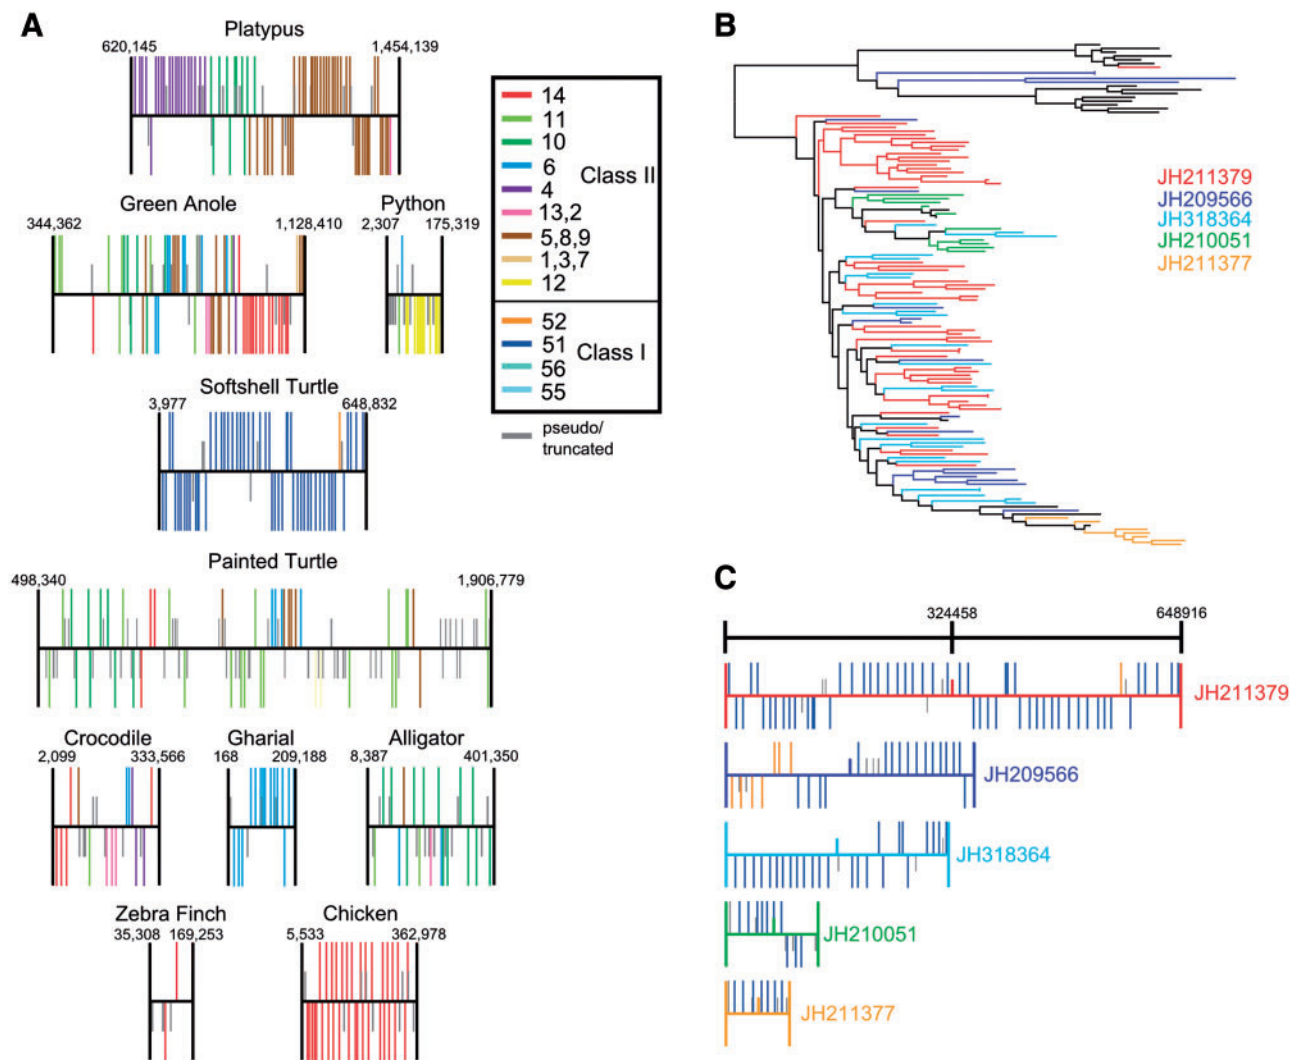 A
Platypus
620,145
1,454,139
Green Anole
344,362
1,128,410
Python
2,307
175,319
14
11
10
6
4
13,2
5,8,9
1,3,7
12
Class II
52
51
56
55
Class I
pseudo/
truncated
Softshell Turtle
3,977
648,832
Painted Turtle
498,340
1,906,779
Crocodile
2,099
333,566
Gharial
168
209,188
Alligator
8,387
401,350
Zebra Finch
35,308
169,253
Chicken
5,533
362,978
B
JH211379
JH209566
JH318364
JH210051
JH211377
C
324458
648916
JH211379
JH209566
JH318364
JH210051
JH211377